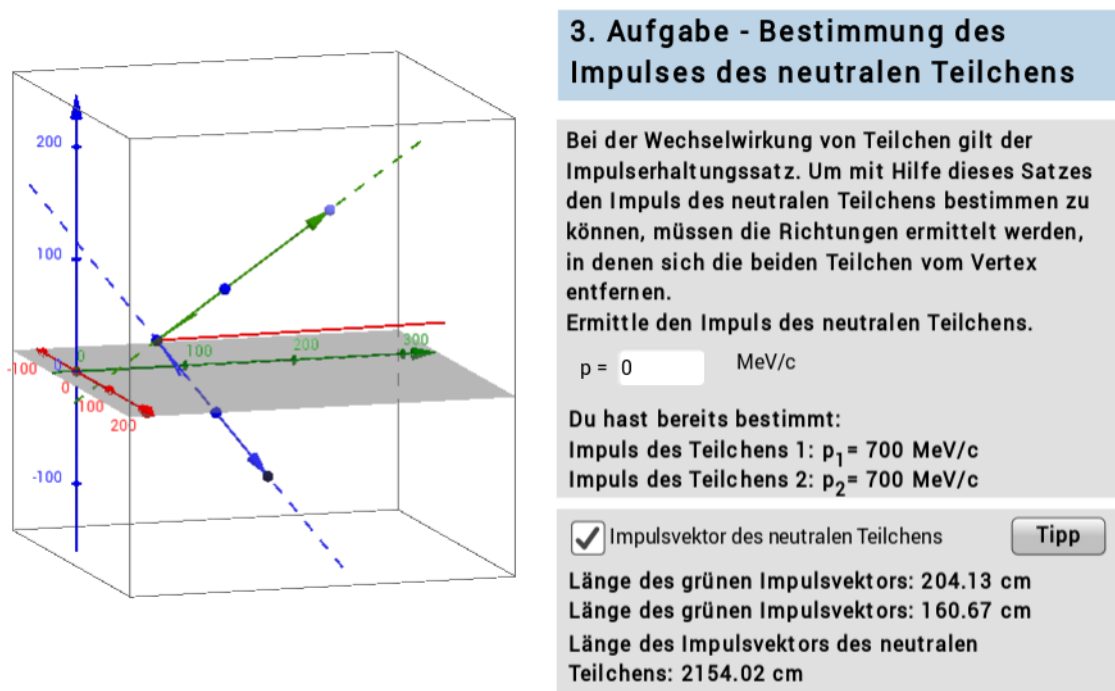 3. Aufgabe - Bestimmung des
Impulses des neutralen Teilchens
Bei der Wechselwirkung von Teilchen gilt der
Impulserhaltungssatz. Um mit Hilfe dieses Satzes
den Impuls des neutralen Teilchens bestimmen zu
können, müssen die Richtungen ermittelt werden,
in denen sich die beiden Teilchen vom Vertex
entfernen.
Ermittle den Impuls des neutralen Teilchens.
p = 0 MeV/c
Du hast bereits bestimmt:
Impuls des Teilchens 1: p₁= 700 MeV/c
Impuls des Teilchens 2: p₂= 700 MeV/c
Impulsvektor des neutralen Teilchens
Tipp
Länge des grünen Impulsvektors: 204.13 cm
Länge des grünen Impulsvektors: 160.67 cm
Länge des Impulsvektors des neutralen
Teilchens: 2154.02 cm
200
100
0
-100
0
100
200
300
-100
0
100
200